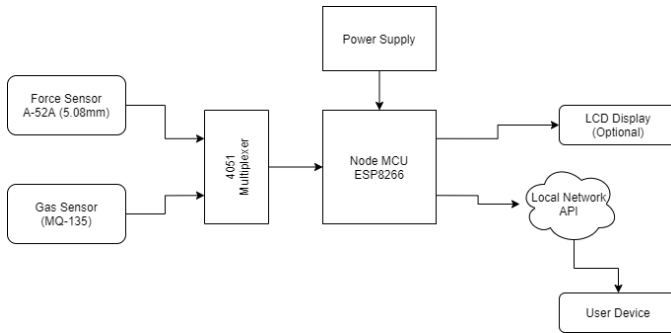 Power Supply
Force Sensor
A-52A (5.08mm)
4051
Multiplexer
Node MCU
ESP8266
LCD Display
(Optional)
Gas Sensor
(MQ-135)
Local Network
API
User Device